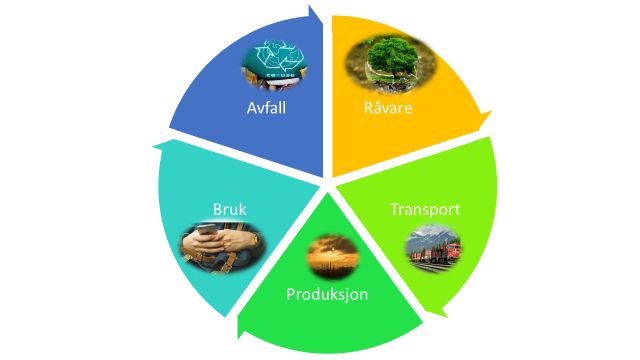 Avfall
Råvare
Bruk
Transport
Produksjon